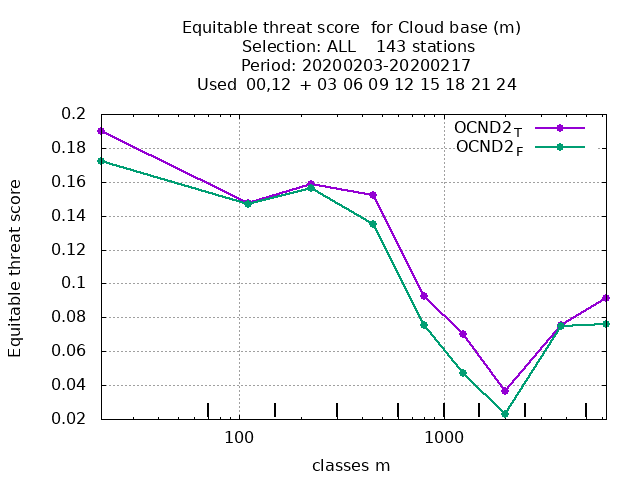 Equitable threat score  for Cloud base (m)
Selection: ALL    143 stations
Period: 20200203-20200217
Used  00,12  + 03 06 09 12 15 18 21 24
OCND2T
OCND2F
0.2
0.18
0.16
0.14
0.12
0.1
0.08
0.06
0.04
0.02
Equitable threat score
100 1000
classes m